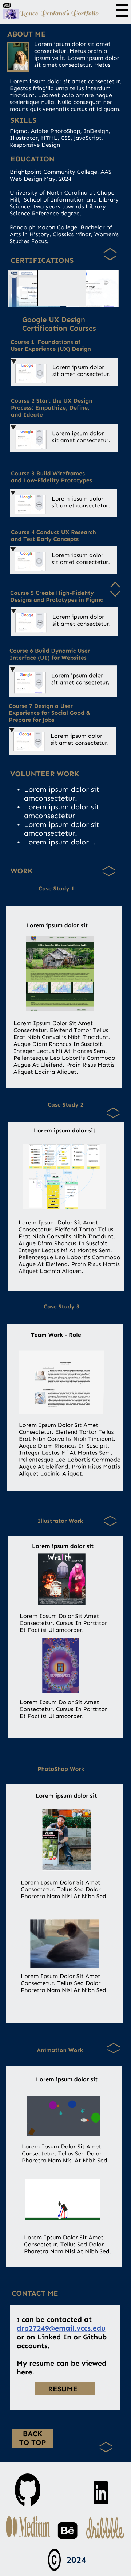 Renee Poreland's Portfolio
ABOUT ME
Lorem ipsum dolor sit
amet consectetur.
Metus proin a
ipsum velit. Lorem ipsum dolor
sit amet consectetur. Metus
Lorem ipsum dolor sit amet consectetur.
Egestas fringilla urna tellus interdum
tincidunt. Laoreet odio ornare neque
scelerisque nulla. Nulla consequat nec
mauris quis venenatis cursus at id quam.
SKILLS
Figma, Adobe PhotoShop, InDesign,
Illustrator, HTML, CSS, JavaScript,
Responsive Design
EDUCATION
Brightpoint Community College, AAS
Web Design May, 2024
University of North Carolina at Chapel
Hill, School of Information and Library
Science, two years towards Library
Science Reference degree.
Randolph Macon College, Bachelor of
Arts in History, Classics Minor, Women's
Studies Focus.
CERTIFICATIONS
Google UX Design
Certification Courses
Course 1 Foundations of
User Experience (UX) Design
Lorem ipsum dolor
sit amet consectetur.
Course 2 Start the UX Design
Process: Empathize, Define,
and Ideate
Lorem ipsum dolor
sit amet consectetur.
Course 3 Build Wireframes
and Low-Fidelity Prototypes
Lorem ipsum dolor
sit amet consectetur.
Course 4 Conduct UX Research
and Test Early Concepts
Lorem ipsum dolor
sit amet consectetur.
Course 5 Create High-Fidelity
Designs and Prototypes in Figma
Lorem ipsum dolor
sit amet consectetur.
Course 6 Build Dynamic User
Interface (UI) for Websites
Lorem ipsum dolor
sit amet consectetur.
Course 7 Design a User
Experience for Social Good &
Prepare for Jobs
Lorem ipsum dolor
sit amet consectetur.
VOLUNTEER WORK
• Lorem ipsum dolor sit
amconsectetur.
• Lorem ipsum dolor sit
amconsectetur
• Lorem ipsum dolor sit
amconsectetur.
• Lorem ipsum dolor. .
WORK
Case Study 1
Lorem ipsum dolor sit
Lorem Ipsum Dolor Sit Amet
Consectetur. Eleifend Tortor Tellus
Erat Nibh Convallis Nibh Tincidunt.
Augue Diam Rhoncus In Suscipit.
Integer Lectus Mi At Montes Sem.
Pellentesque Leo Lobortis Commodo
Augue At Eleifend. Proin Risus Mattis
Aliquet Lacinia Aliquet.
Case Study 2
Lorem ipsum dolor sit
Lorem Ipsum Dolor Sit Amet
Consectetur. Eleifend Tortor Tellus
Erat Nibh Convallis Nibh Tincidunt.
Augue Diam Rhoncus In Suscipit.
Integer Lectus Mi At Montes Sem.
Pellentesque Leo Lobortis Commodo
Augue At Eleifend. Proin Risus Mattis
Aliquet Lacinia Aliquet.
Case Study 3
Team Work - Role
Lorem Ipsum Dolor Sit Amet
Consectetur. Eleifend Tortor Tellus
Erat Nibh Convallis Nibh Tincidunt.
Augue Diam Rhoncus In Suscipit.
Integer Lectus Mi At Montes Sem.
Pellentesque Leo Lobortis Commodo
Augue At Eleifend. Proin Risus Mattis
Aliquet Lacinia Aliquet.
Illustrator Work
Lorem ipsum dolor sit
Wraith
Lorem Ipsum Dolor Sit Amet
Consectetur. Cursus In Porttitor
Et Facilisi Ullamcorper.
Lorem Ipsum Dolor Sit Amet
Consectetur. Cursus In Porttitor
Et Facilisi Ullamcorper.
PhotoShop Work
Lorem ipsum dolor sit
Lorem Ipsum Dolor Sit Amet
Consectetur. Tellus Sed Dolor
Pharetra Nam Nisl At Nibh Sed.
Lorem Ipsum Dolor Sit Amet
Consectetur. Tellus Sed Dolor
Pharetra Nam Nisl At Nibh Sed.
Animation Work
Lorem ipsum dolor sit
Lorem Ipsum Dolor Sit Amet
Consectetur. Tellus Sed Dolor
Pharetra Nam Nisl At Nibh Sed.
Lorem Ipsum Dolor Sit Amet
Consectetur. Tellus Sed Dolor
Pharetra Nam Nisl At Nibh Sed.
CONTACT ME
I can be contacted at
drp27249@email.vccs.edu
or on Linked In or Github
accounts.
My resume can be viewed
here.
RESUME
BACK
TO TOP
in
Medium
Bē
dribbble
© 2024